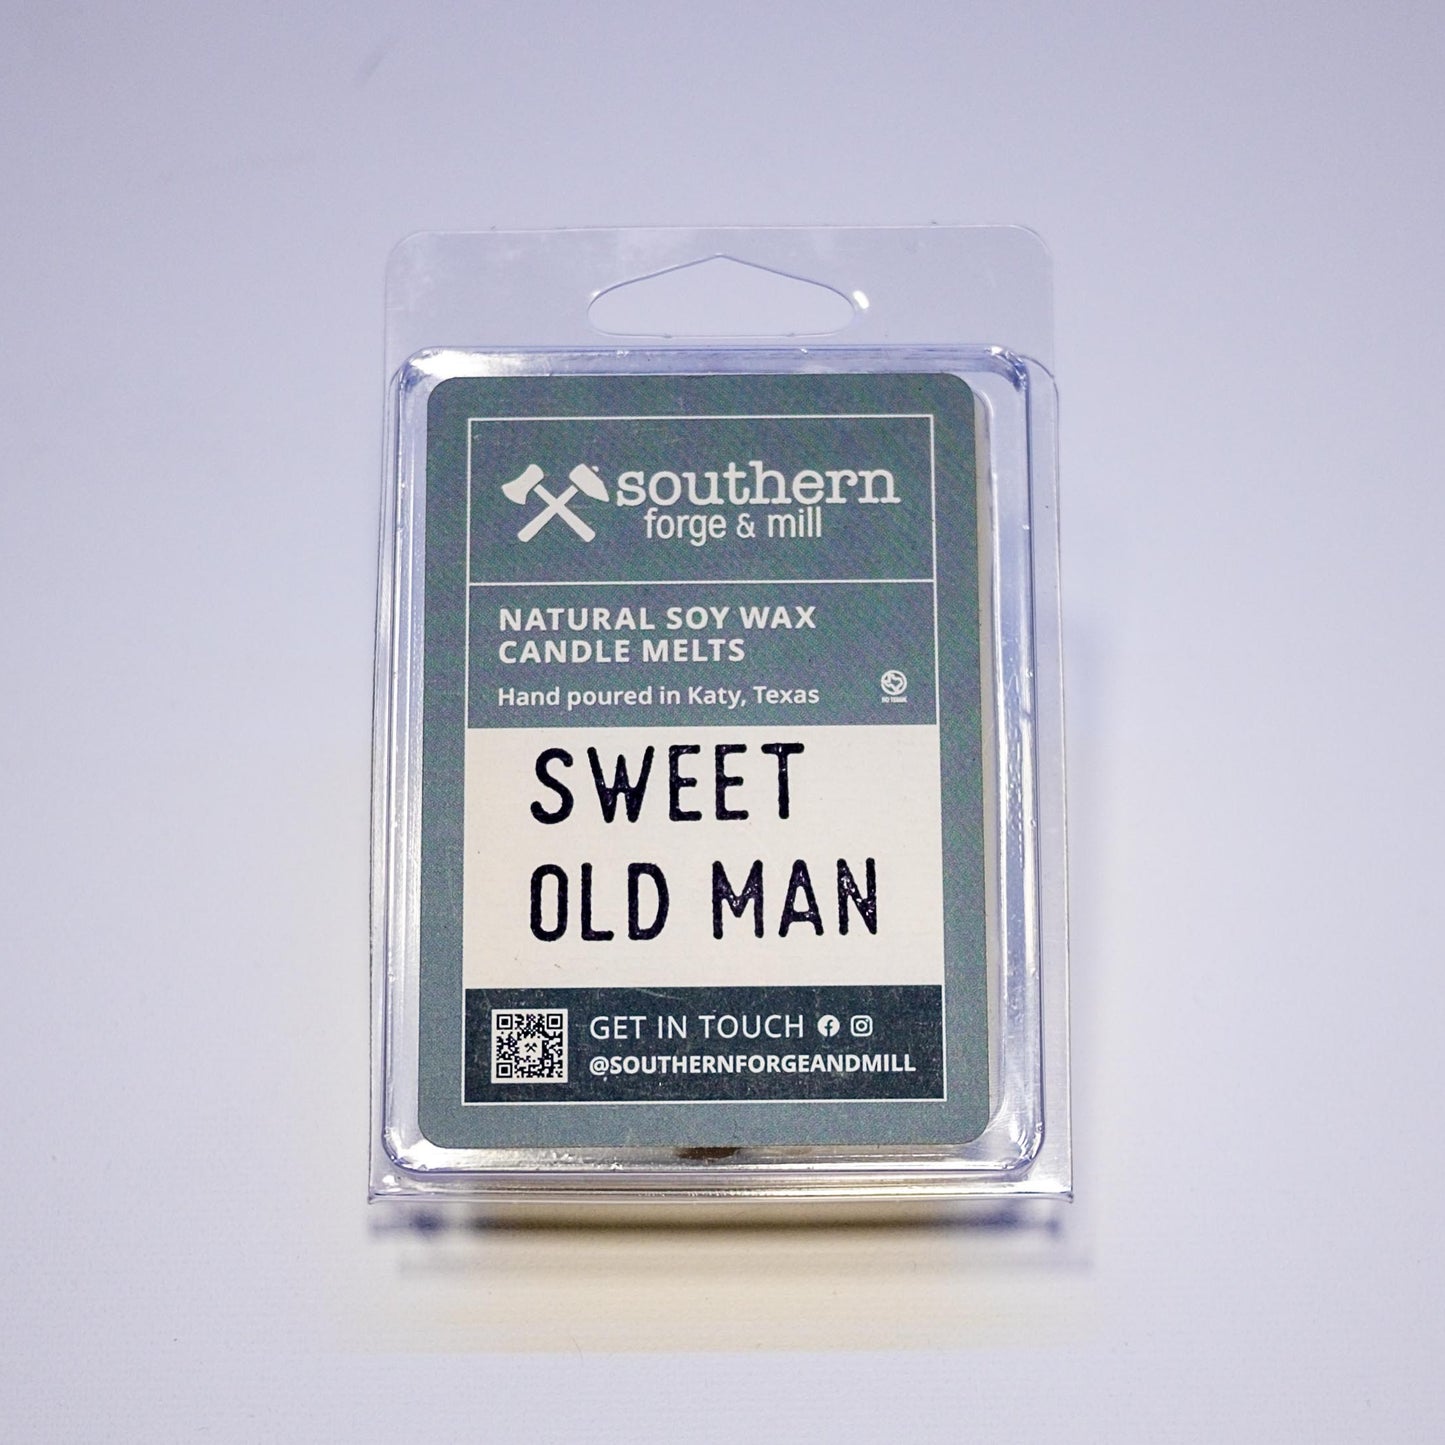 southern
forge & mill
NATURAL SOY WAX
CANDLE MELTS
Hand poured in Katy, Texas
SWEET
OLD MAN
GET IN TOUCH
@SOUTHERNFORGEANDMILL